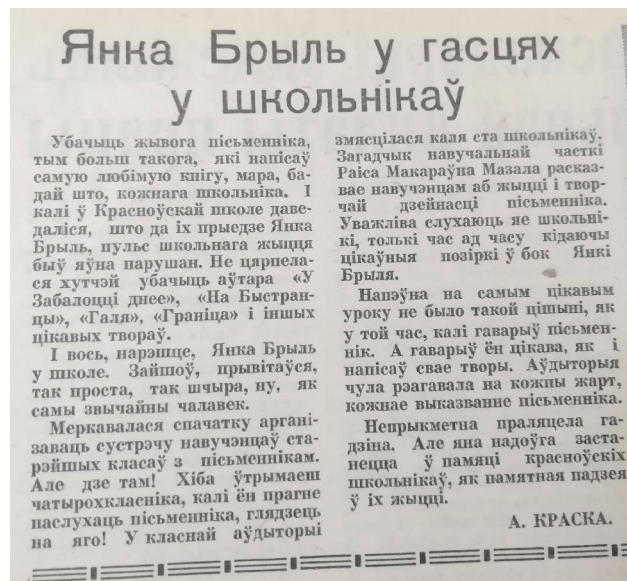 Янка Брыль у гасцях
у школьнікаў
Убачыць жывога пісьменніка,
тым больш такога, які напісаў
самую любімую кнігу, мара, ба-
дай што, кожнага школьніка. І
калі ў Красноўскай школе даве-
даліся, што да іх прыедзе Янка
Брыль, пульс школьнага жыцця
быў яўна парушан. Не цярпела-
ся хутчэй убачыць аўтара «У
Забалоцці днее», «На Быстран-
цы», «Галя», «Граніца» і іншых
цікавых твораў.
І вось, нарэшце, Янка Брыль
у школе. Зайшоў, прывітаўся,
так проста, так шчыра, ну, як
самы звычайны чалавек.
Меркавалася спачатку аргані-
заваць сустрэчу навучэнцаў ста-
рэйшых класаў з пісьменнікам.
Але дзе там! Хіба ўтрымаеш
чатырохкласніка, калі ён прагне
паслухаць пісьменніка, глядзець
на яго! У класнай аўдыторыі
змясцілася каля ста школьнікаў.
Загадчык навучальнай часткі
Раіса Макараўна Мазала расказ-
вае навучэнцам аб жыцці і твор-
чай дзейнасці пісьменніка.
Уважліва слухаюць яе школьні-
кі, толькі час ад часу кідаючы
цікаўныя позіркі ў бок Янкі
Брыля.
Напэўна на самым цікавым
уроку не было такой цішыні, як
у той час, калі гаварыў пісьмен-
нік. А гаварыў ён цікава, як і
напісаў свае творы. Аўдыторыя
чула рэагавала на кожны жарт,
кожнае выказванне пісьменніка.
Непрыкметна праляцела га-
дзіна. Але яна надоўга заста-
нецца ў памяці красноўскіх
школьнікаў, як памятная падзея
ў іх жыцці.
А. КРАСКА.